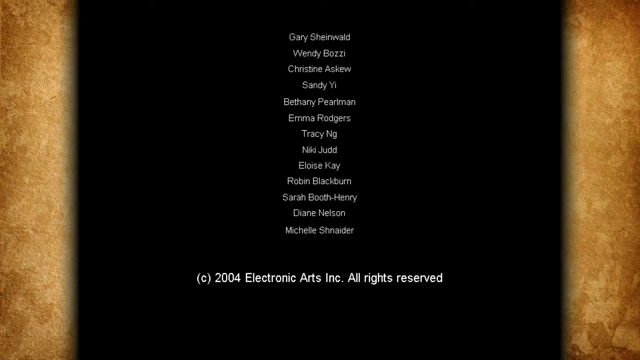 Gary Sheinwald
Wendy Bozzi
Christine Askew
Sandy Yi
Bethany Pearlman
Emma Rodgers
Tracy Ng
Niki Judd
Eloise Kay
Robin Blackburn
Sarah Booth-Henry
Diane Nelson
Michelle Shnaider
(c) 2004 Electronic Arts Inc. All rights reserved